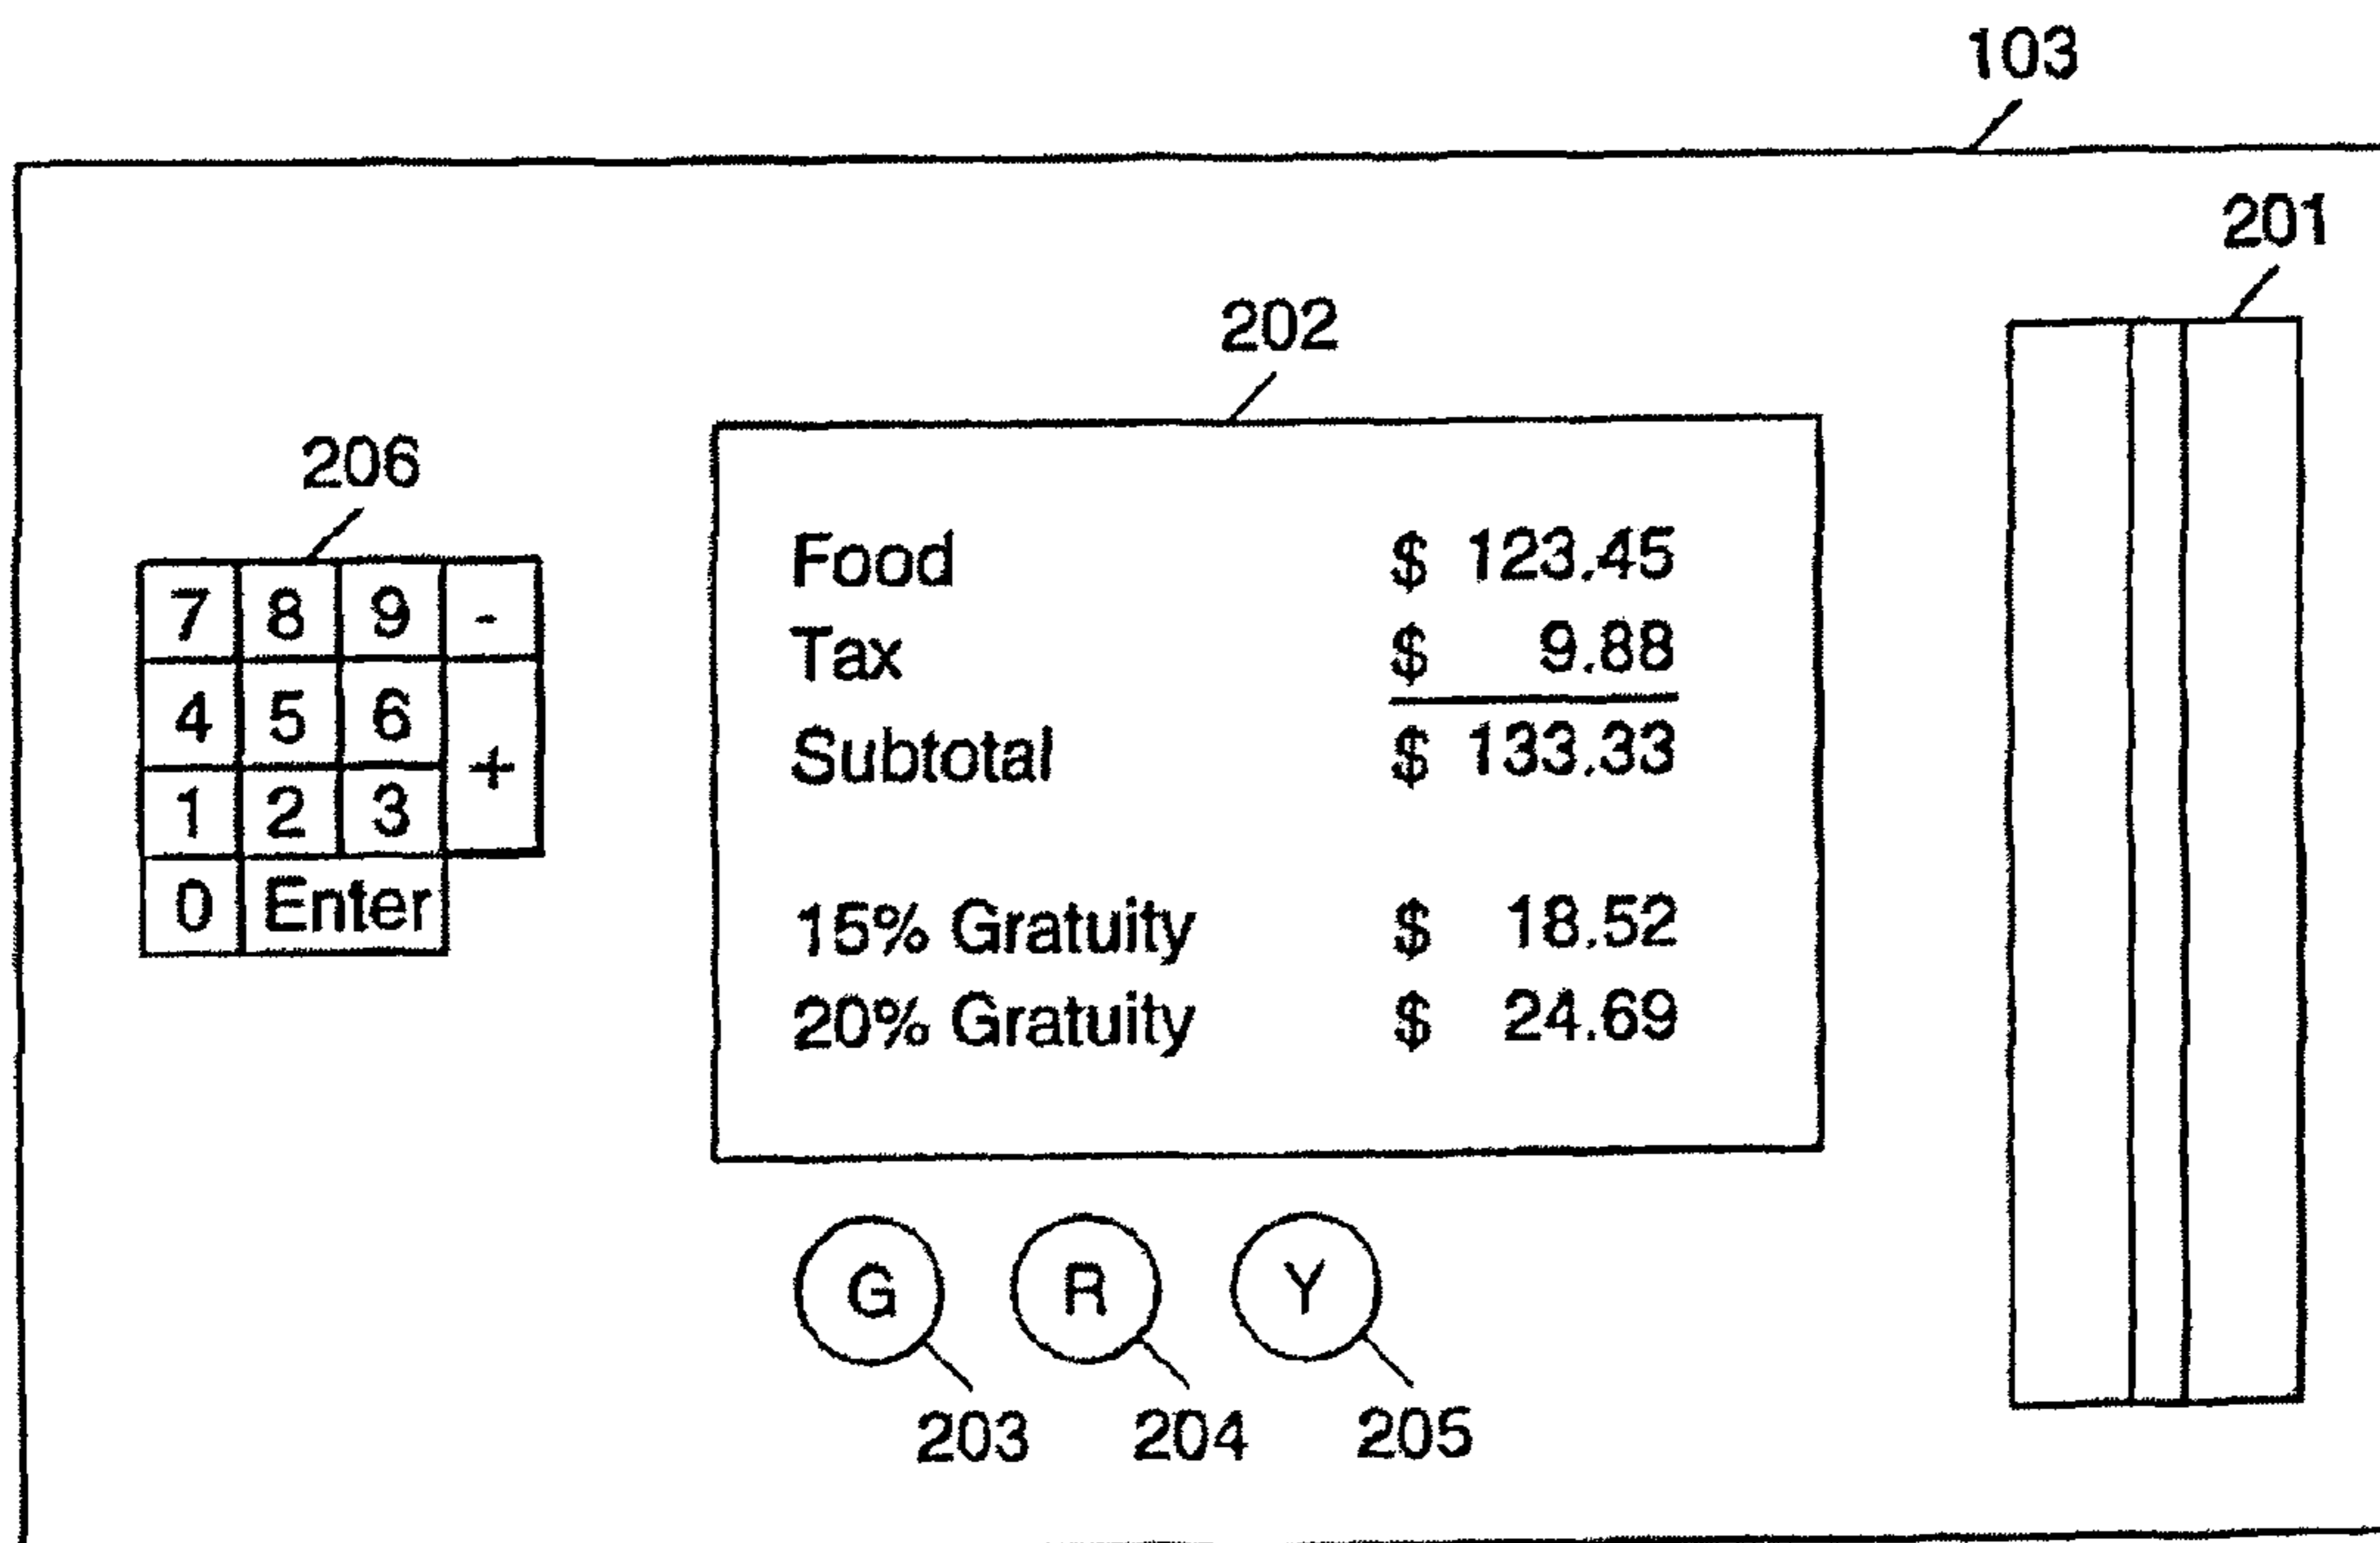 103
201
202
206
7 8 9 -
4 5 6 +
1 2 3
0 Enter
Food $ 123.45
Tax $ 9.88
Subtotal $ 133.33
15% Gratuity $ 18.52
20% Gratuity $ 24.69
G R Y
203 204 205